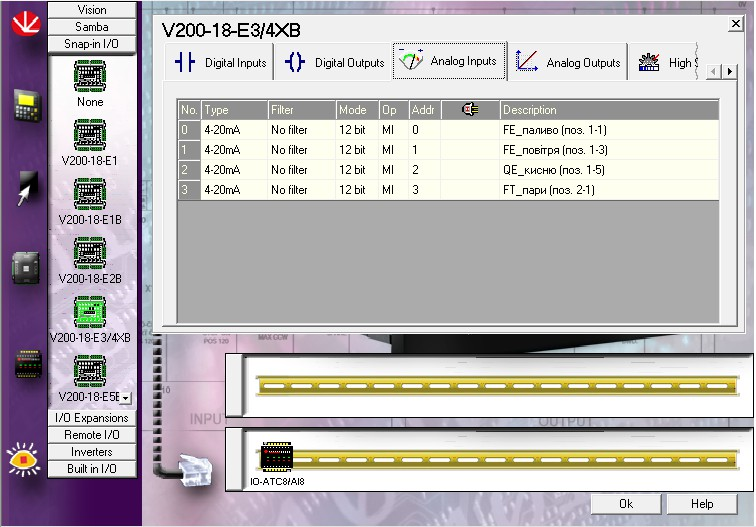 Vision
Samba
Snap-in I/O
None
V200-18-E1
V200-18-E1B
V200-18-E2B
V200-18-E3/4XB
V200-18-E5B
I/O Expansions
Remote I/O
Inverters
Built in I/O
V200-18-E3/4XB
Digital Inputs
Digital Outputs
Analog Inputs
Analog Outputs
High S
No. Type Filter Mode Op Addr Description
0 4-20mA No filter 12 bit MI 0 FE_паливо (поз. 1-1)
1 4-20mA No filter 12 bit MI 1 FE_повітря (поз. 1-3)
2 4-20mA No filter 12 bit MI 2 QE_кисню (поз. 1-5)
3 4-20mA No filter 12 bit MI 3 FT_пари (поз. 2-1)
POS 120
MAX CCW
INPUT
OUTPUT
IO-ATC8/AI8
Ok
Help